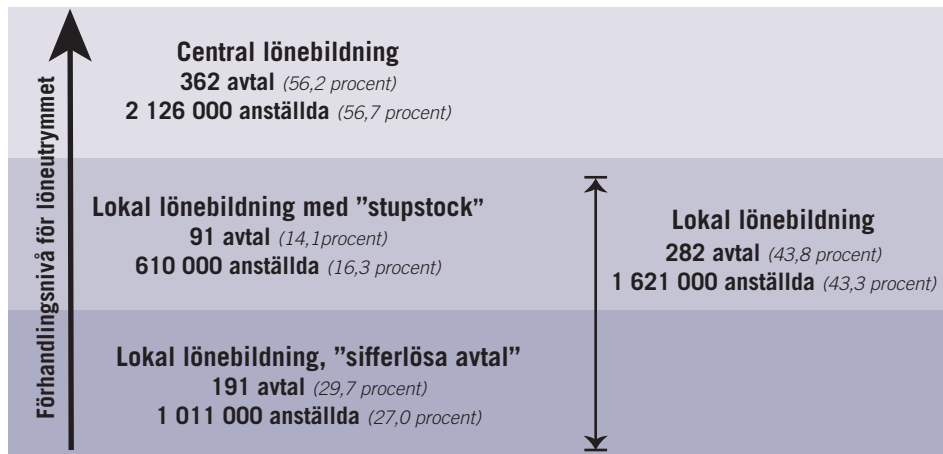 Förhandlingsnivå för löneutrymmet
Central lönebildning
362 avtal (56,2 procent)
2 126 000 anställda (56,7 procent)
Lokal lönebildning med ”stupstock”
91 avtal (14,1procent)
610 000 anställda (16,3 procent)
Lokal lönebildning
282 avtal (43,8 procent)
1 621 000 anställda (43,3 procent)
Lokal lönebildning, ”sifferlösa avtal”
191 avtal (29,7 procent)
1 011 000 anställda (27,0 procent)